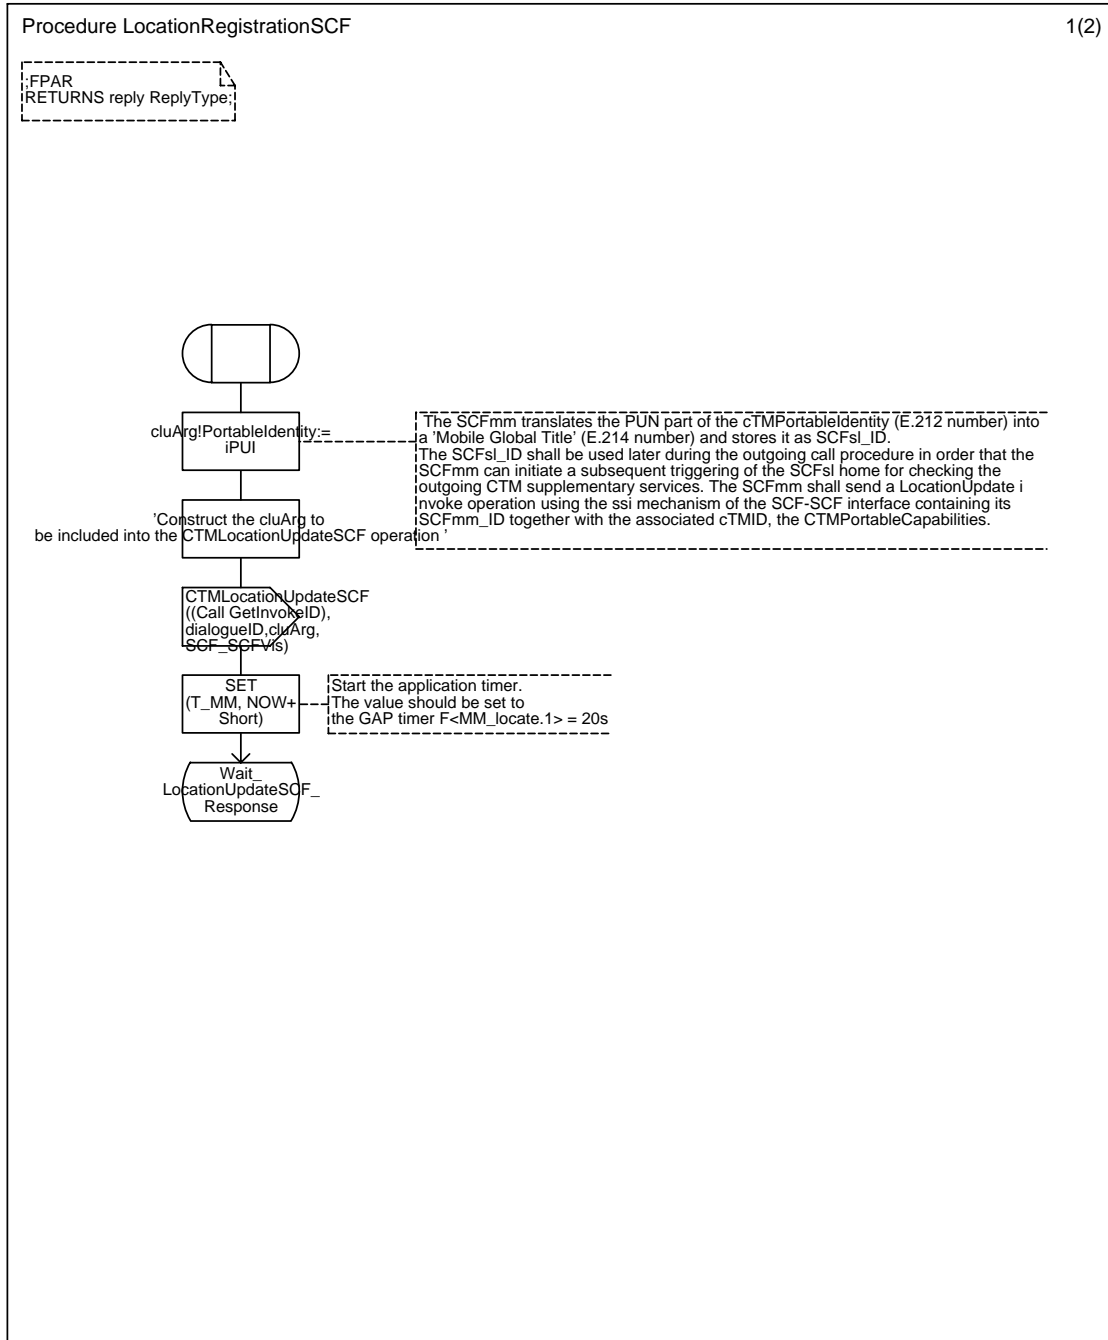 Procedure LocationRegistrationSCF
1(2)
;FPAR
RETURNS reply ReplyType;
cluArg!PortableIdentity:=
iPUI
The SCFmm translates the PUN part of the cTMPortableIdentity (E.212 number) into
a 'Mobile Global Title' (E.214 number) and stores it as SCFsl_ID.
The SCFsl_ID shall be used later during the outgoing call procedure in order that the
SCFmm can initiate a subsequent triggering of the SCFsl home for checking the
outgoing CTM supplementary services. The SCFmm shall send a LocationUpdate i
nvoke operation using the ssi mechanism of the SCF-SCF interface containing its
SCFmm_ID together with the associated cTMID, the CTMPortableCapabilities.
'Construct the cluArg to
be included into the CTMLocationUpdateSCF operation '
CTMLocationUpdateSCF
((Call GetInvokeID),
dialogueID,cluArg,
SCF_SCFVis)
SET
(T_MM, NOW+
Short)
Start the application timer.
The value should be set to
the GAP timer F<MM_locate.1> = 20s
Wait_
LocationUpdateSCF_
Response